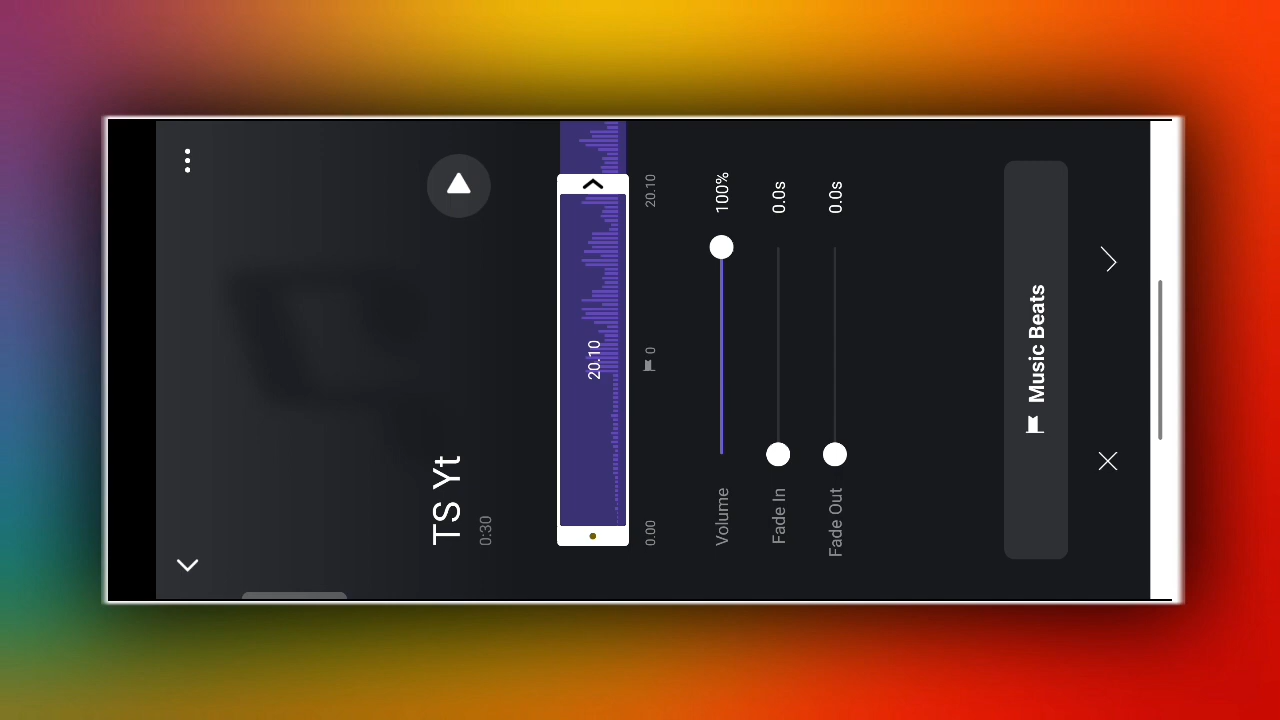 TS Yt
0:30
20.10
0.00
0
20.10
Volume
100%
Fade In
0.0s
Fade Out
0.0s
Music Beats